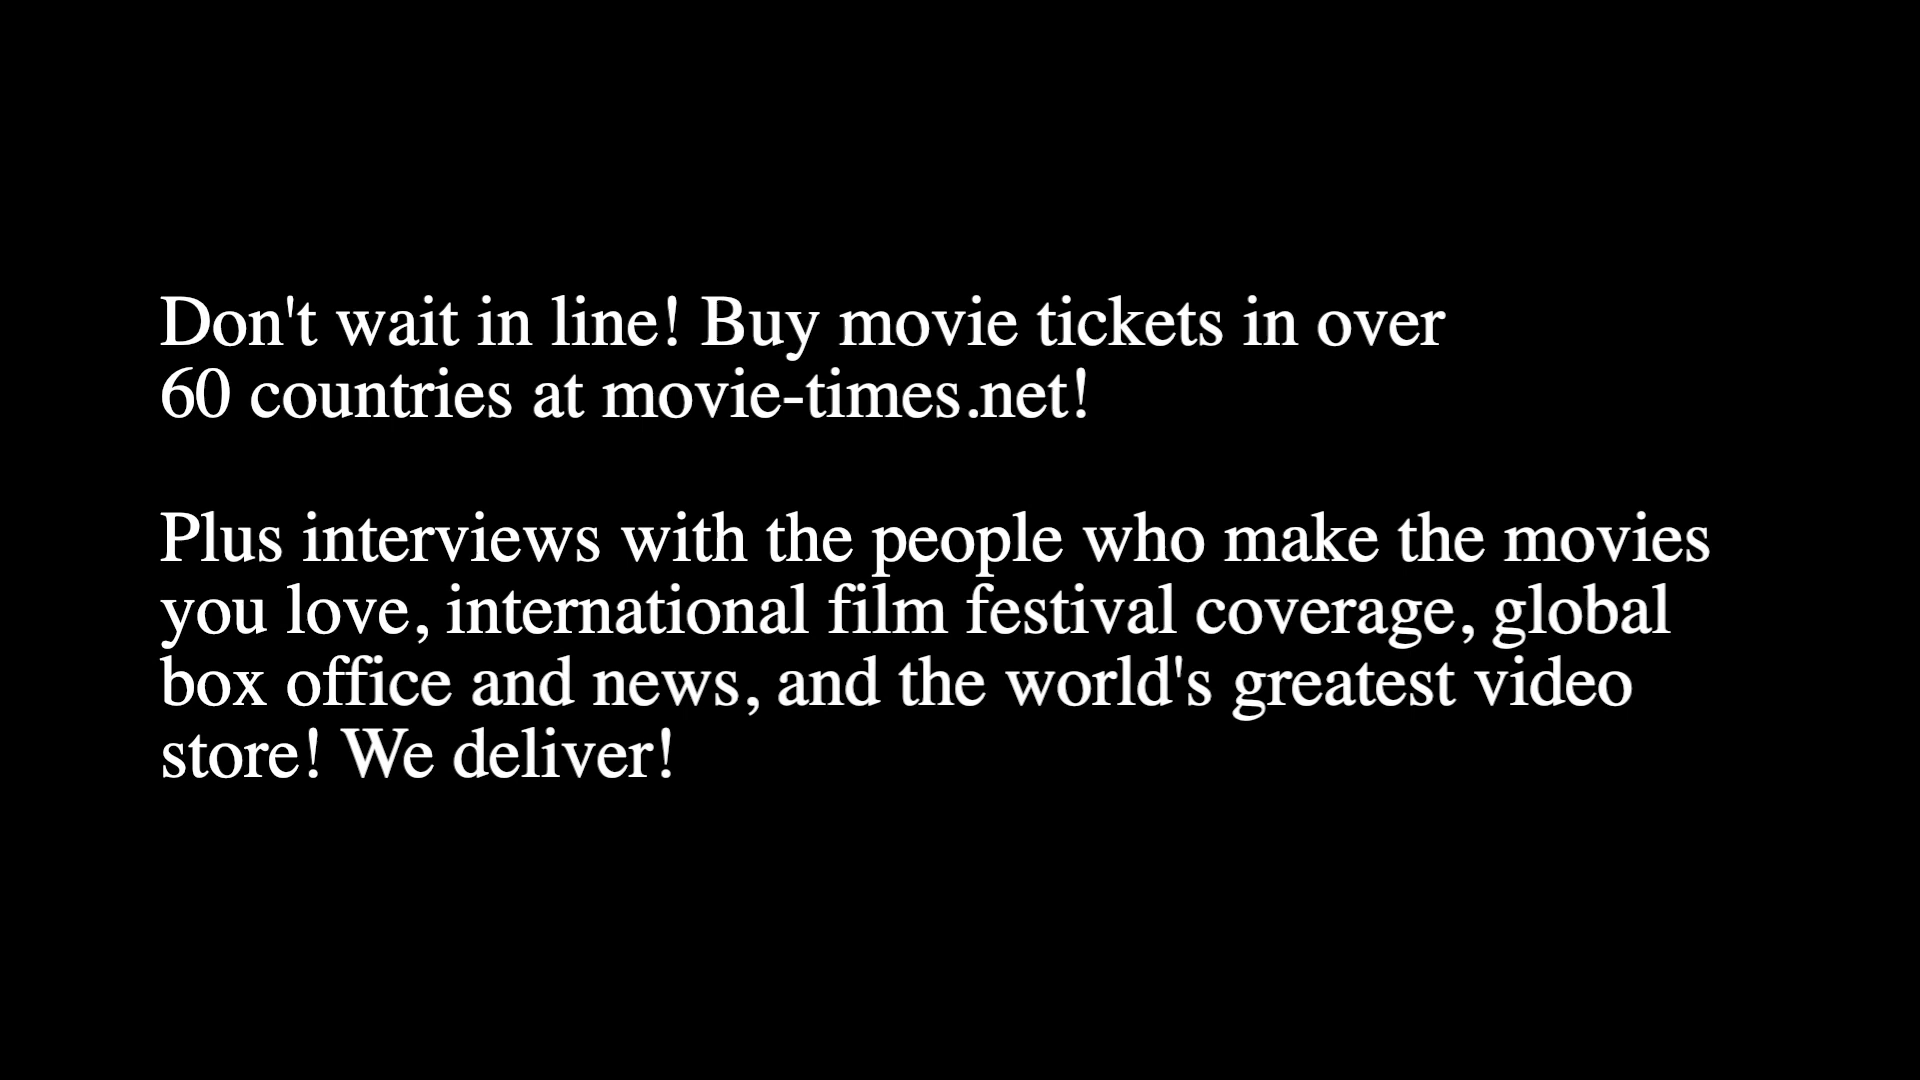 Don't wait in line! Buy movie tickets in over
60 countries at movie-times.net!
Plus interviews with the people who make the movies
you love, international film festival coverage, global
box office and news, and the world's greatest video
store! We deliver!